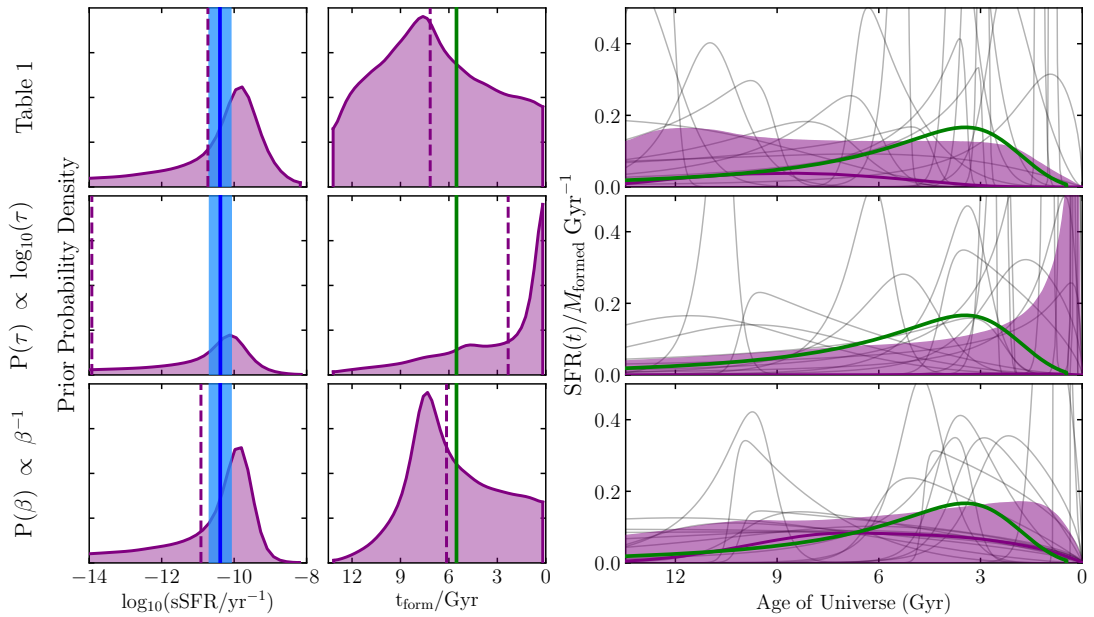 Table 1
P(τ) ∝ log₁₀(τ)
P(β) ∝ β⁻¹
Prior Probability Density
−14 −12 −10 −8
log₁₀(sSFR/yr⁻¹)
12 9 6 3 0
t_form/Gyr
SFR(t)/M_formed Gyr⁻¹
0.4
0.2
0.0
0.4
0.2
0.0
0.4
0.2
0.0
12 9 6 3 0
Age of Universe (Gyr)